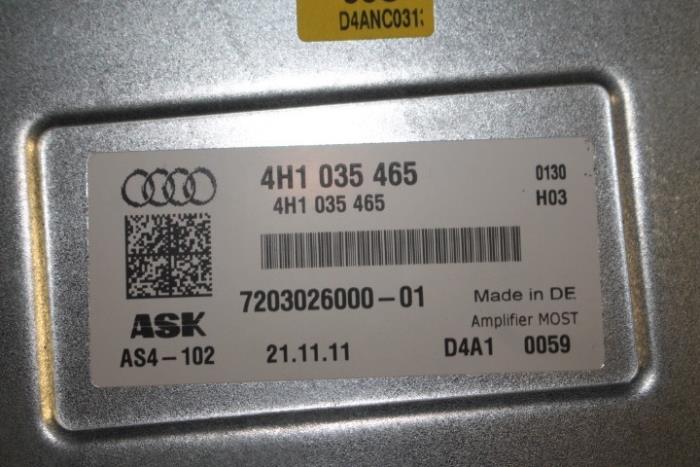 D4ANC031
4H1 035 465 0130
4H1 035 465 H03
7203026000-01 Made in DE
ASK Amplifier MOST
AS4-102 21.11.11 D4A1 0059